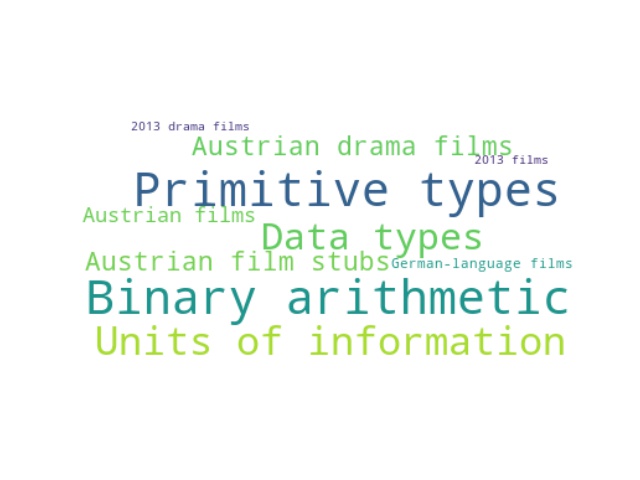 2013 drama films
Austrian drama films
2013 films
Primitive types
Austrian films
Data types
Austrian film stubs
German-language films
Binary arithmetic
Units of information